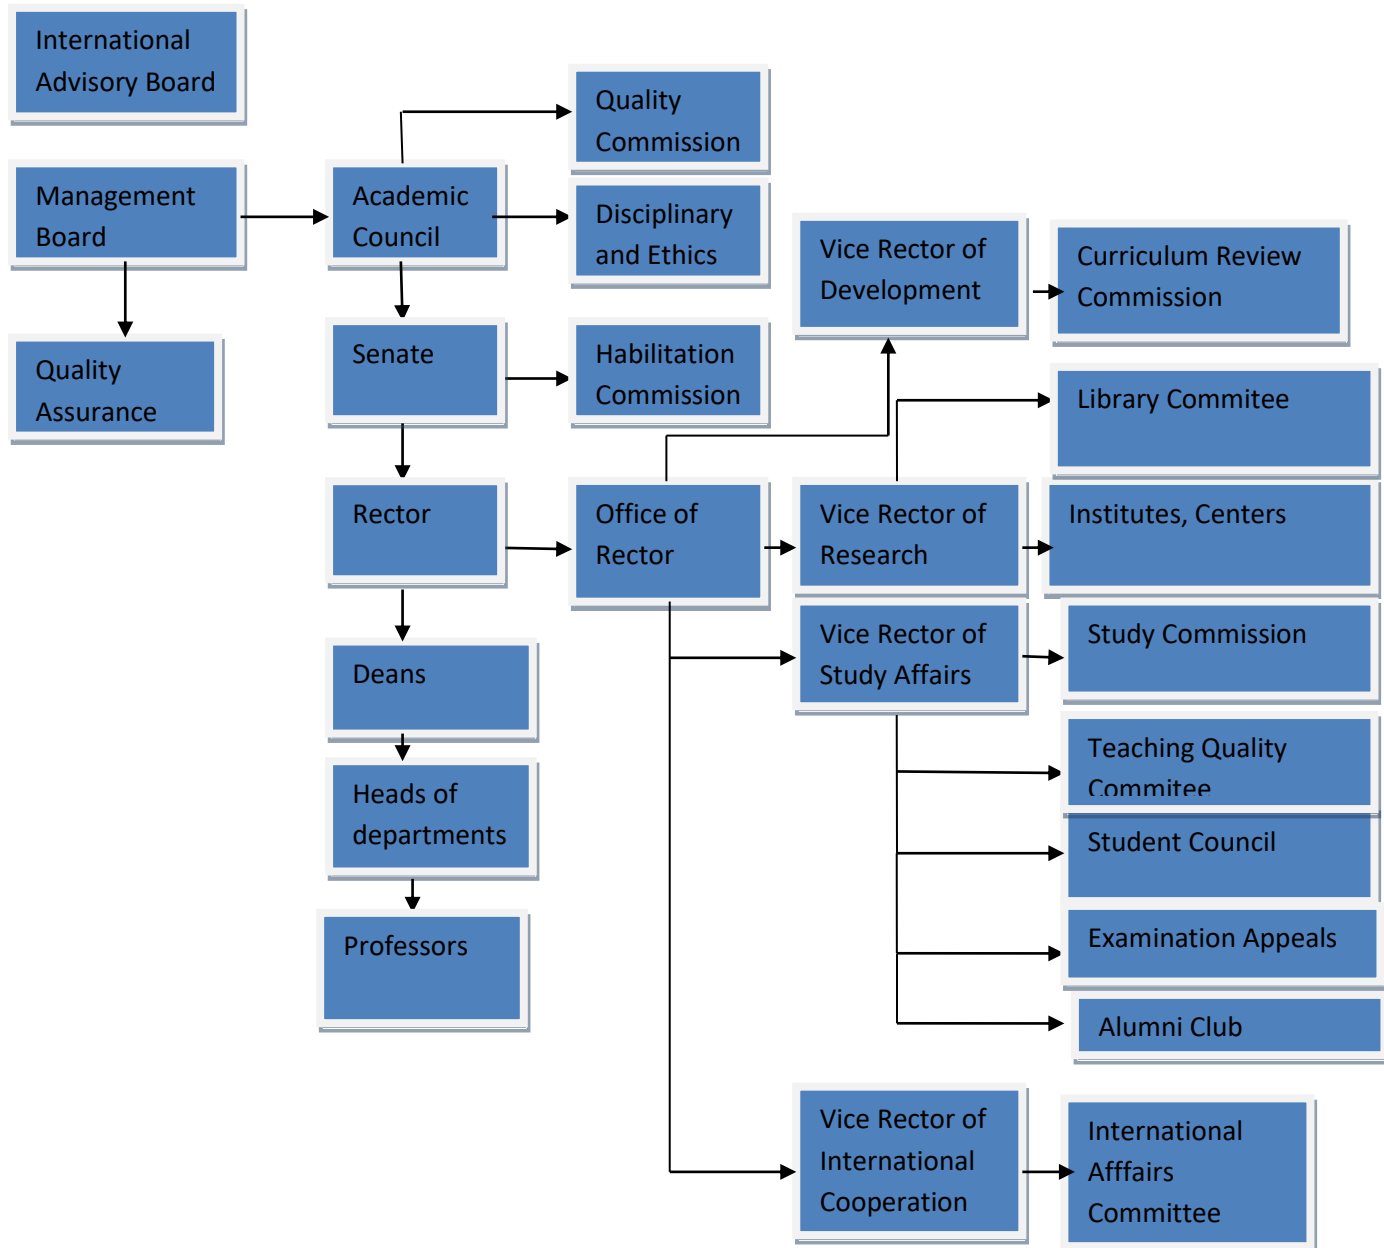 International
Advisory Board
Quality
Commission
Management
Board
Academic
Council
Disciplinary
and Ethics
Vice Rector of
Development
Curriculum Review
Commission
Quality
Assurance
Senate
Habilitation
Commission
Library Commitee
Rector
Office of
Rector
Vice Rector of
Research
Institutes, Centers
Deans
Vice Rector of
Study Affairs
Study Commission
Heads of
departments
Teaching Quality
Commitee
Student Council
Professors
Examination Appeals
Alumni Club
Vice Rector of
International
Cooperation
International
Afffairs
Committee